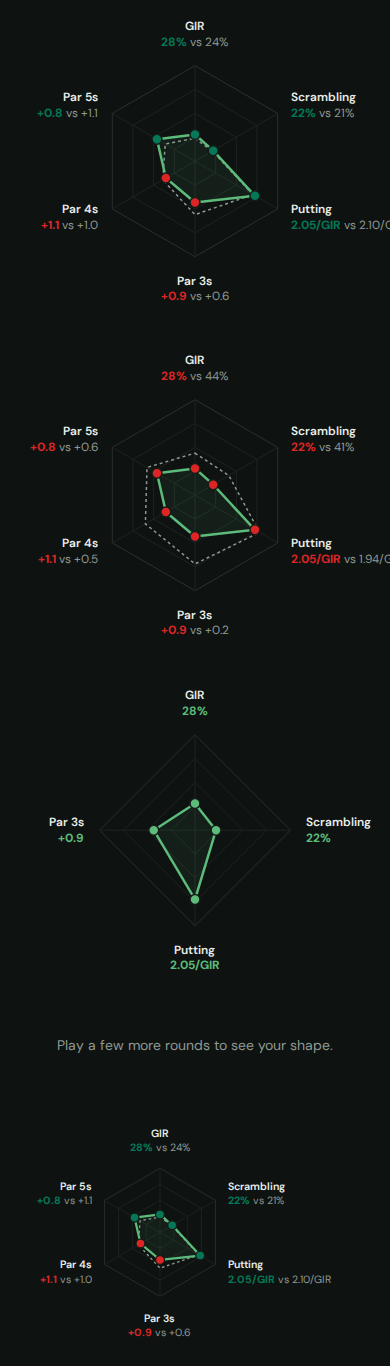 GIR
28% vs 24%
Par 5s
+0.8 vs +1.1
Scrambling
22% vs 21%
Par 4s
+1.1 vs +1.0
Putting
2.05/GIR vs 2.10/G
Par 3s
+0.9 vs +0.6
GIR
28% vs 44%
Par 5s
+0.8 vs +0.6
Scrambling
22% vs 41%
Par 4s
+1.1 vs +0.5
Putting
2.05/GIR vs 1.94/G
Par 3s
+0.9 vs +0.2
GIR
28%
Par 3s
+0.9
Scrambling
22%
Putting
2.05/GIR
Play a few more rounds to see your shape.
GIR
28% vs 24%
Par 5s
+0.8 vs +1.1
Scrambling
22% vs 21%
Par 4s
+1.1 vs +1.0
Putting
2.05/GIR vs 2.10/GIR
Par 3s
+0.9 vs +0.6